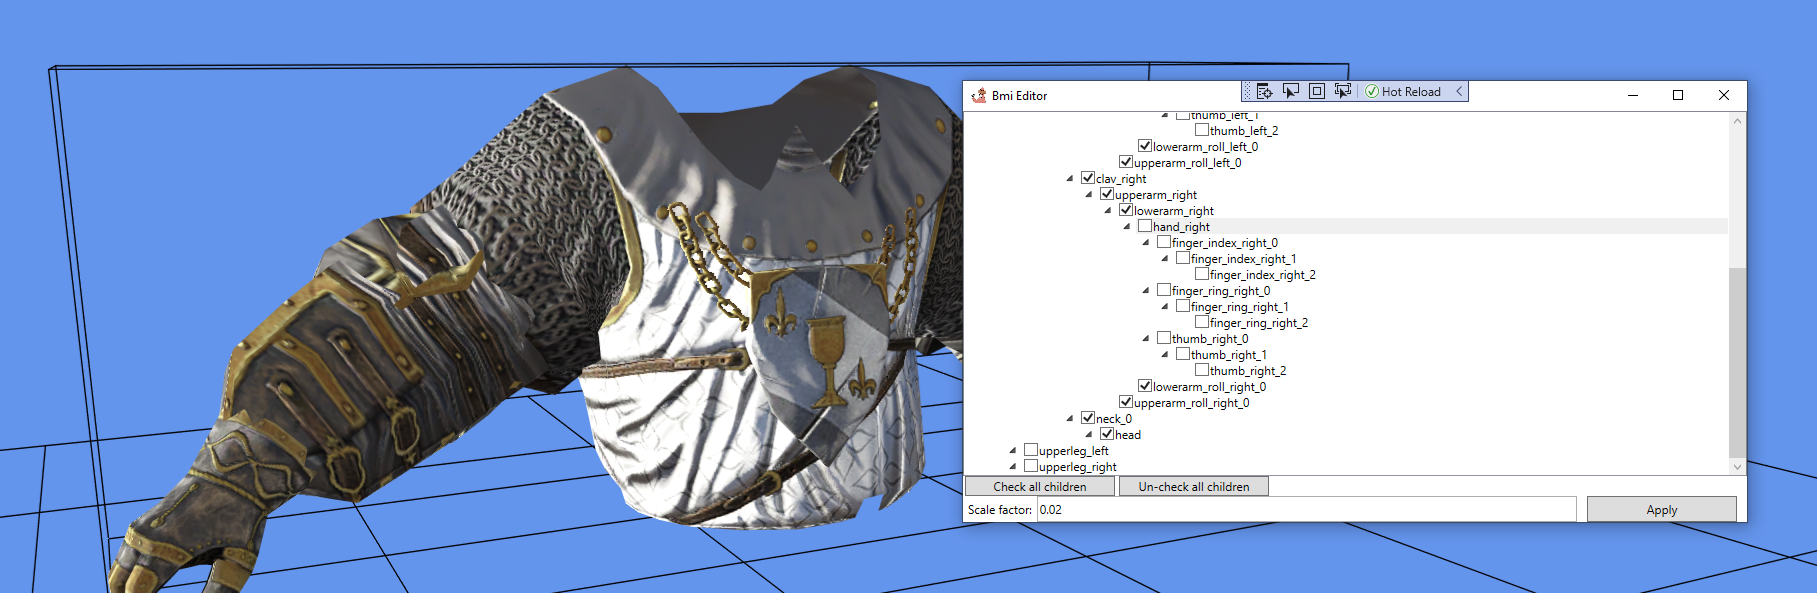 Bmi Editor
Hot Reload
thumb_left_1
thumb_left_2
lowerarm_roll_left_0
upperarm_roll_left_0
clav_right
upperarm_right
lowerarm_right
hand_right
finger_index_right_0
finger_index_right_1
finger_index_right_2
finger_ring_right_0
finger_ring_right_1
finger_ring_right_2
thumb_right_0
thumb_right_1
thumb_right_2
lowerarm_roll_right_0
upperarm_roll_right_0
neck_0
head
upperleg_left
upperleg_right
Check all children
Un-check all children
Scale factor: 0.02
Apply